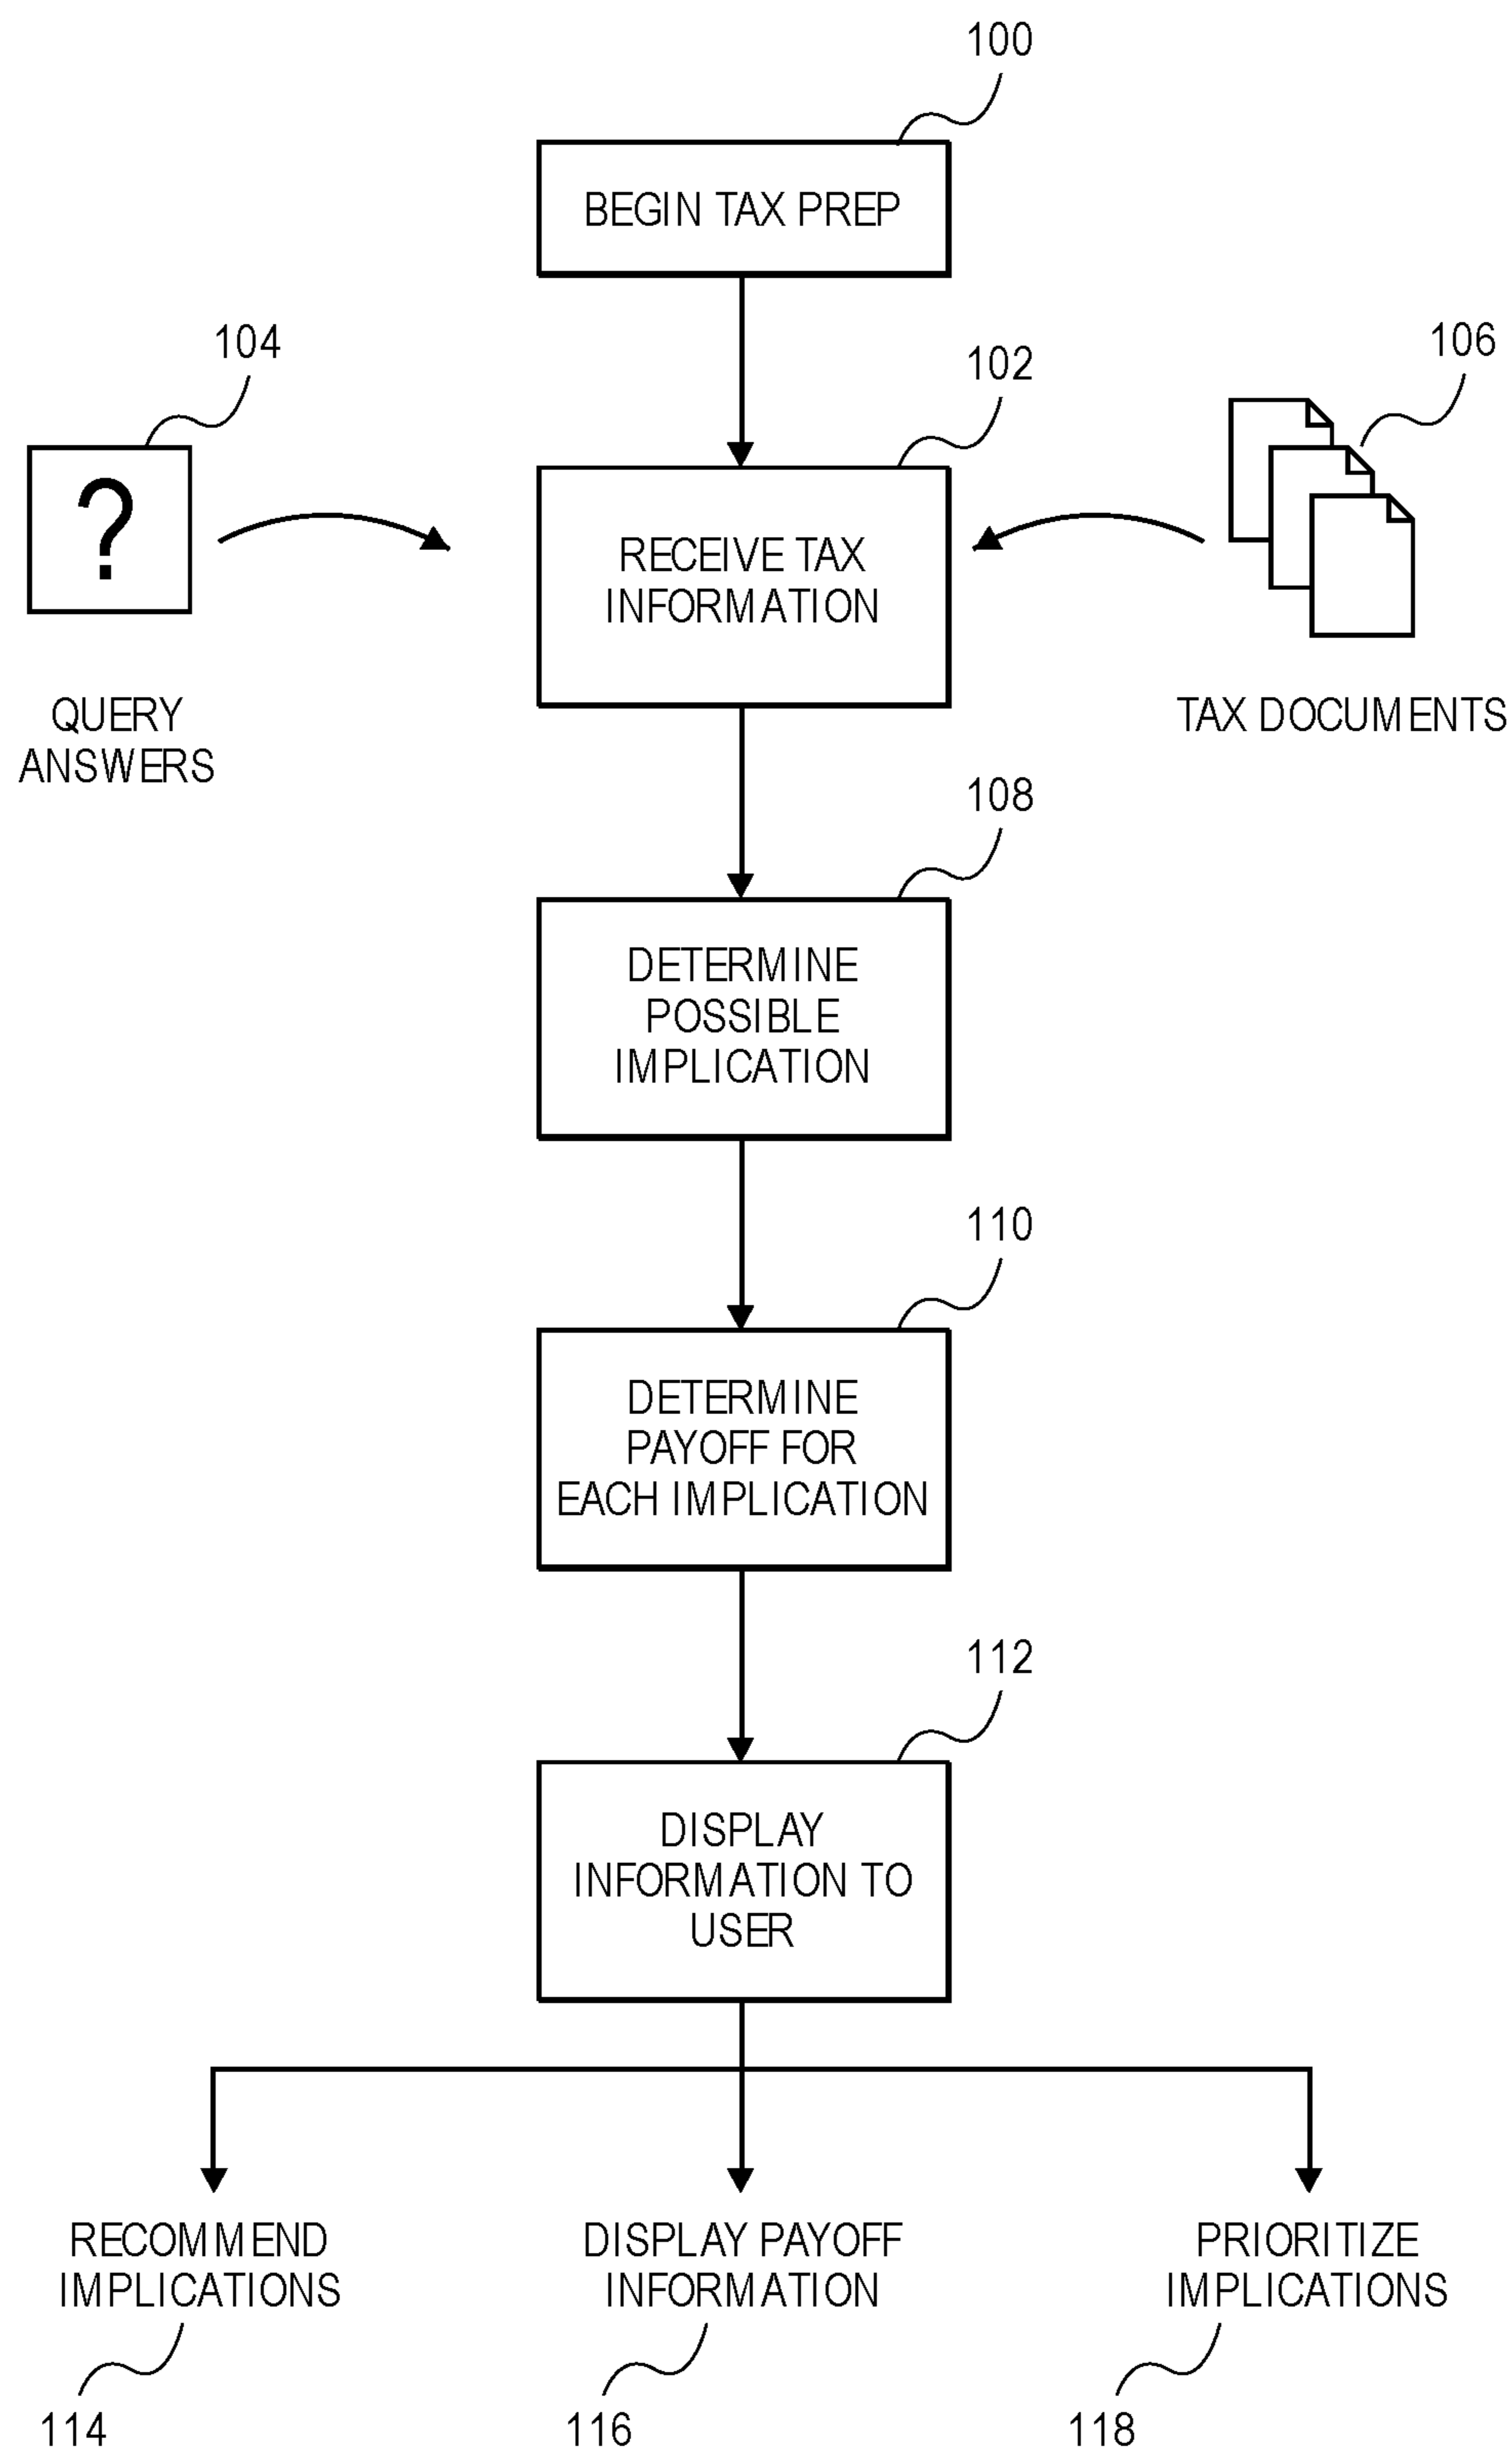 100
BEGIN TAX PREP
104
102
106
?
RECEIVE TAX
INFORMATION
QUERY
ANSWERS
TAX DOCUMENTS
108
DETERMINE
POSSIBLE
IMPLICATION
110
DETERMINE
PAYOFF FOR
EACH IMPLICATION
112
DISPLAY
INFORMATION TO
USER
RECOMMEND
IMPLICATIONS
DISPLAY PAYOFF
INFORMATION
PRIORITIZE
IMPLICATIONS
114
116
118